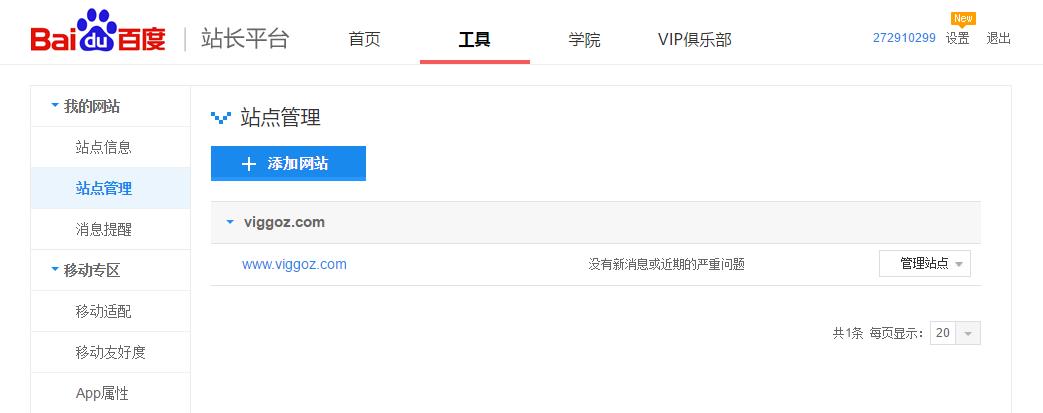 Bai du 百度 站长平台 首页 工具 学院 VIP俱乐部 272910299 New 设置 退出
我的网站
站点信息
站点管理
消息提醒
移动专区
移动适配
移动友好度
App属性
站点管理
添加网站
viggoz.com
www.viggoz.com 没有新消息或近期的严重问题 管理站点
共1条 每页显示: 20